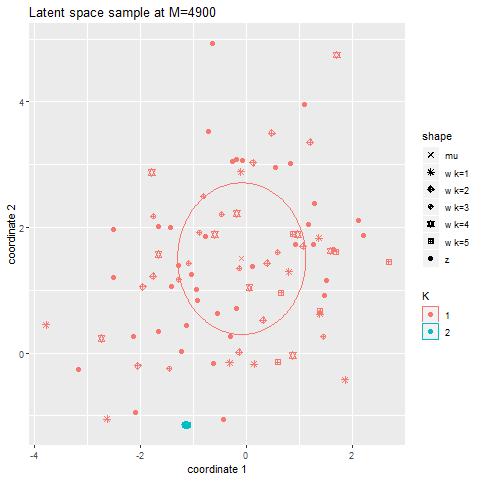 Latent space sample at M=4900
coordinate 2
4
2
0
-4
-2
0
2
coordinate 1
shape
mu
w k=1
w k=2
w k=3
w k=4
w k=5
z
K
1
2